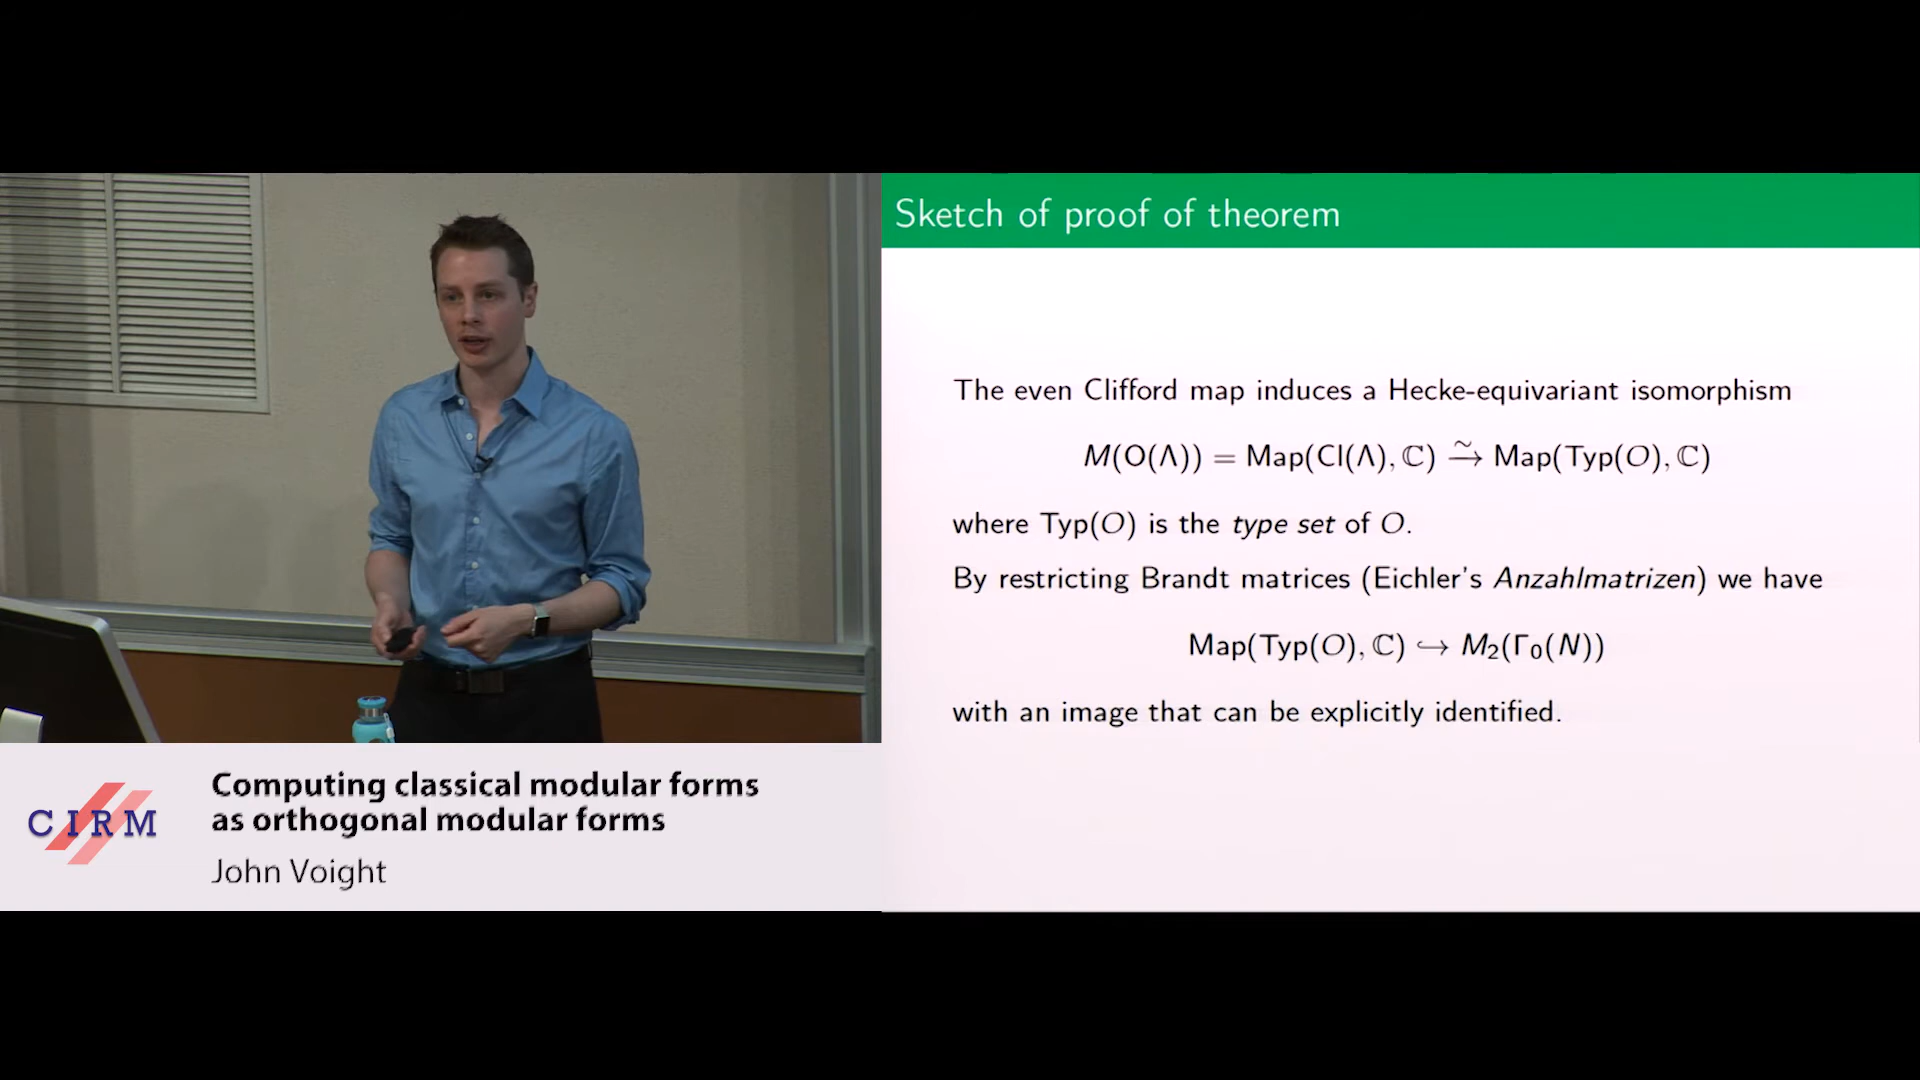 Sketch of proof of theorem
The even Clifford map induces a Hecke-equivariant isomorphism
M(O(Λ)) = Map(Cl(Λ), ℂ) ⥲ Map(Typ(O), ℂ)
where Typ(O) is the type set of O.
By restricting Brandt matrices (Eichler's Anzahlmatrizen) we have
Map(Typ(O), ℂ) ↪ M₂(Γ₀(N))
with an image that can be explicitly identified.
CIRM
Computing classical modular forms
as orthogonal modular forms
John Voight